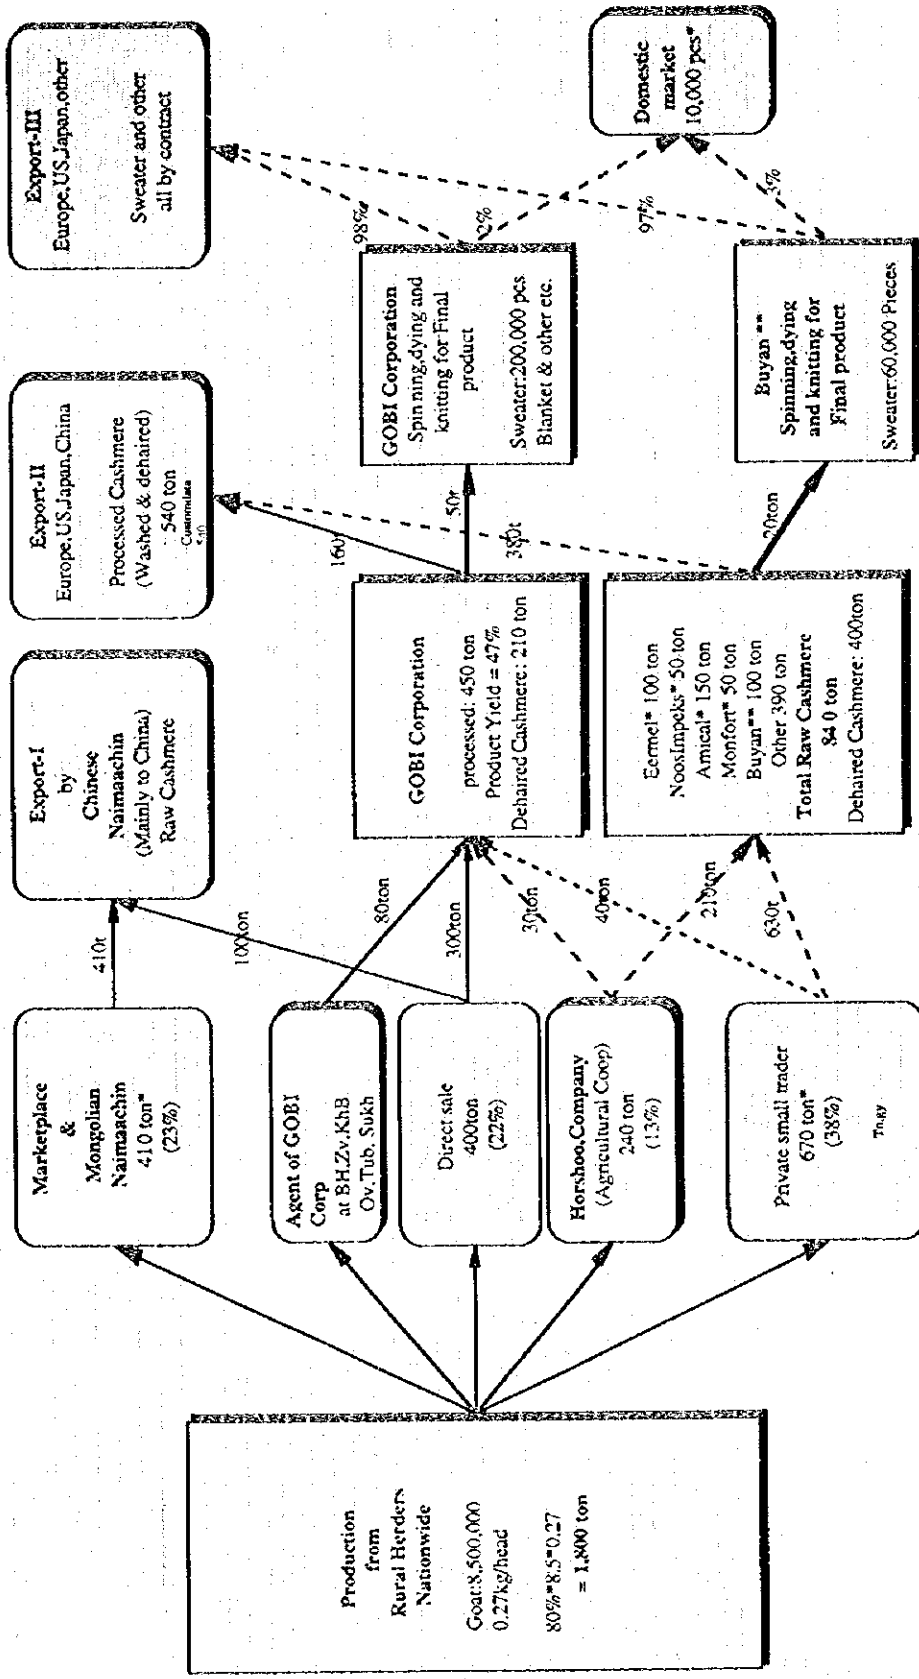 Production
from
Rural Herders
Nationwide
Goat:8,500,000
0.27kg/head
80%*8.5*0.27
= 1,800 ton
Marketplace
&
Mongolian
Naimaachin
410 ton*
(23%)
Agent of GOBI
Corp
at BH,Zv,KhB
Ov,Tub, Sukh
Direct sale
400ton
(22%)
Horshoo,Company
(Agricultural Coop)
240 ton
(13%)
Private small trader
670 ton*
(38%)
410t
100ton
80ton
300ton
30ton
40ton
210ton
630t
Export-I
by
Chinese
Naimaachin
(Mainly to China)
Raw Cashmere
GOBI Corporation
processed: 450 ton
Product Yield = 47%
Dehaired Cashmere: 210 ton
Eermel* 100 ton
NoosImpeks* 50 ton
Amical* 150 ton
Monfort* 50 ton
Buyan** 100 ton
Other 390 ton
Total Raw Cashmere
84 0 ton
Dehaired Cashmere: 400ton
160t
50t
380t
20ton
Export-II
Europe,US,Japan,China
Processed Cashmere
(Washed & dehaired)
540 ton
Customdata
540
GOBI Corporation
Spinning,dying and
knitting for Final
product
Sweater:200,000 pcs
Blanket & other etc.
Buyan **
Spinning,dying
and knitting for
Final product
Sweater:60,000 Pieces
98%
2%
97%
3%
Export-III
Europe,US,Japan,other
Sweater and other
all by contract
Domestic
market
10,000 pcs*